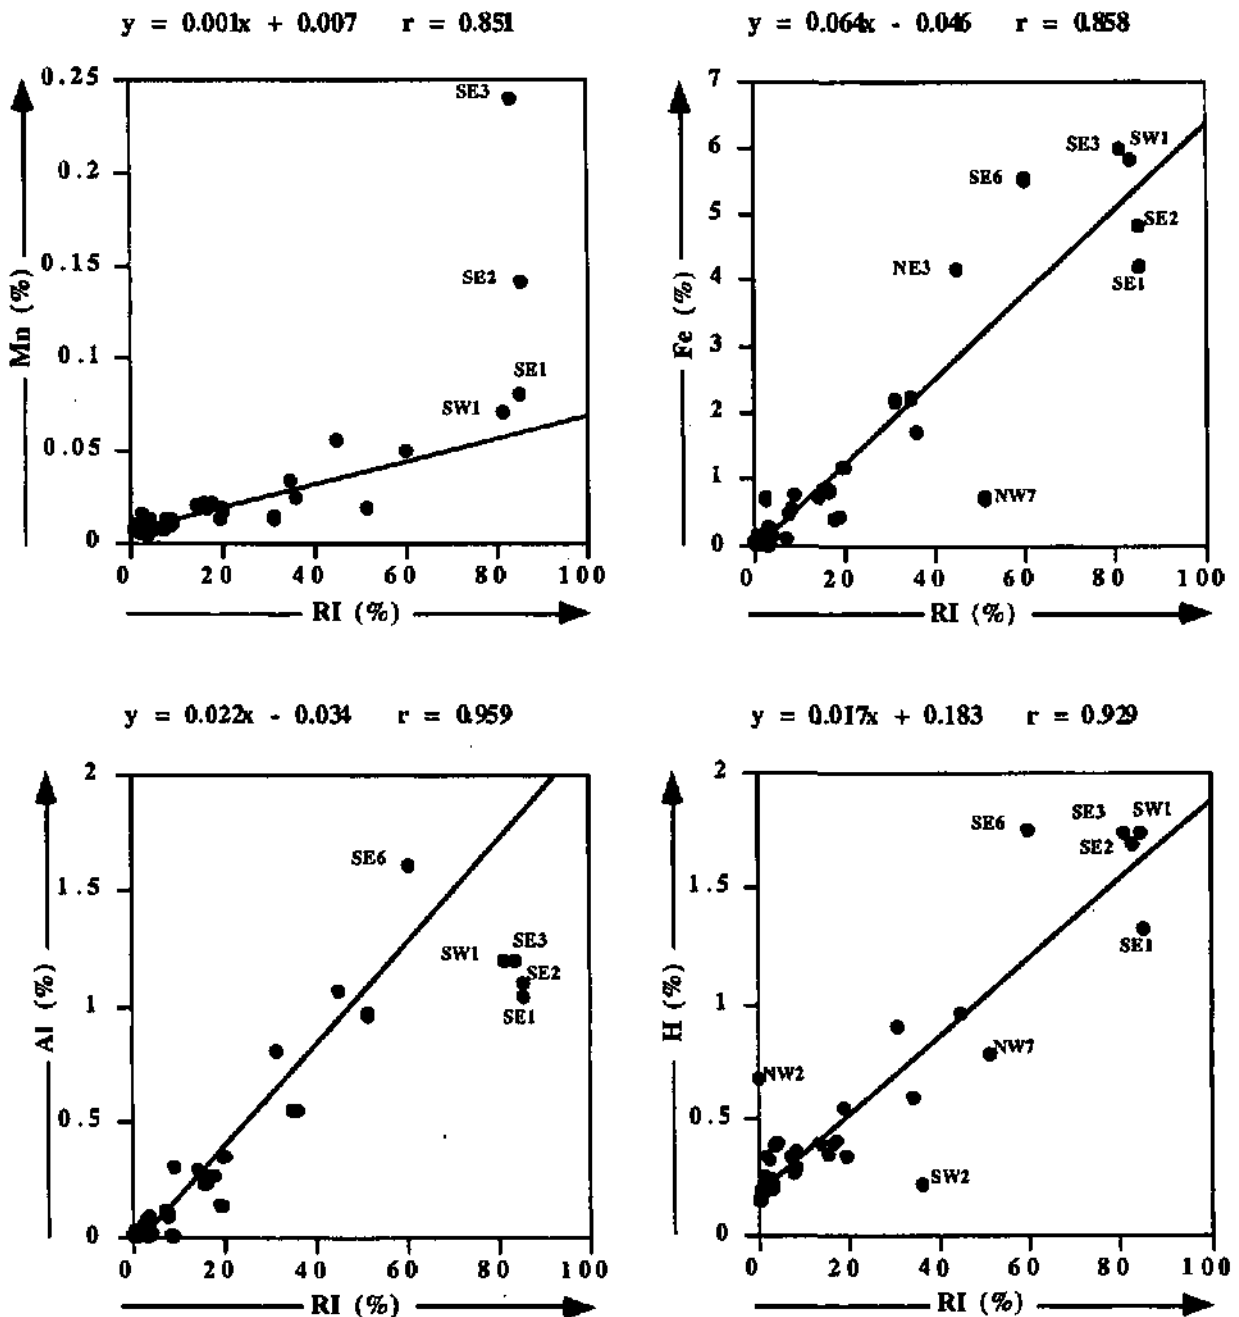 y = 0.001x + 0.007 r = 0.851
0.25
0.2
0.15
0.1
0.05
0
Mn (%)
SE3
SE2
SE1
SW1
0 20 40 60 80 100
RI (%)
y = 0.064x - 0.046 r = 0.858
7
6
5
4
3
2
1
0
Fe (%)
SE3 SW1
SE6
SE2
NE3
SE1
NW7
0 20 40 60 80 100
RI (%)
y = 0.022x - 0.034 r = 0.959
2
1.5
1
0.5
0
Al (%)
SE6
SW1 SE3
SE2
SE1
0 20 40 60 80 100
RI (%)
y = 0.017x + 0.183 r = 0.929
2
1.5
1
0.5
0
H (%)
SE6 SE3 SW1
SE2
SE1
NW7
NW2
SW2
0 20 40 60 80 100
RI (%)